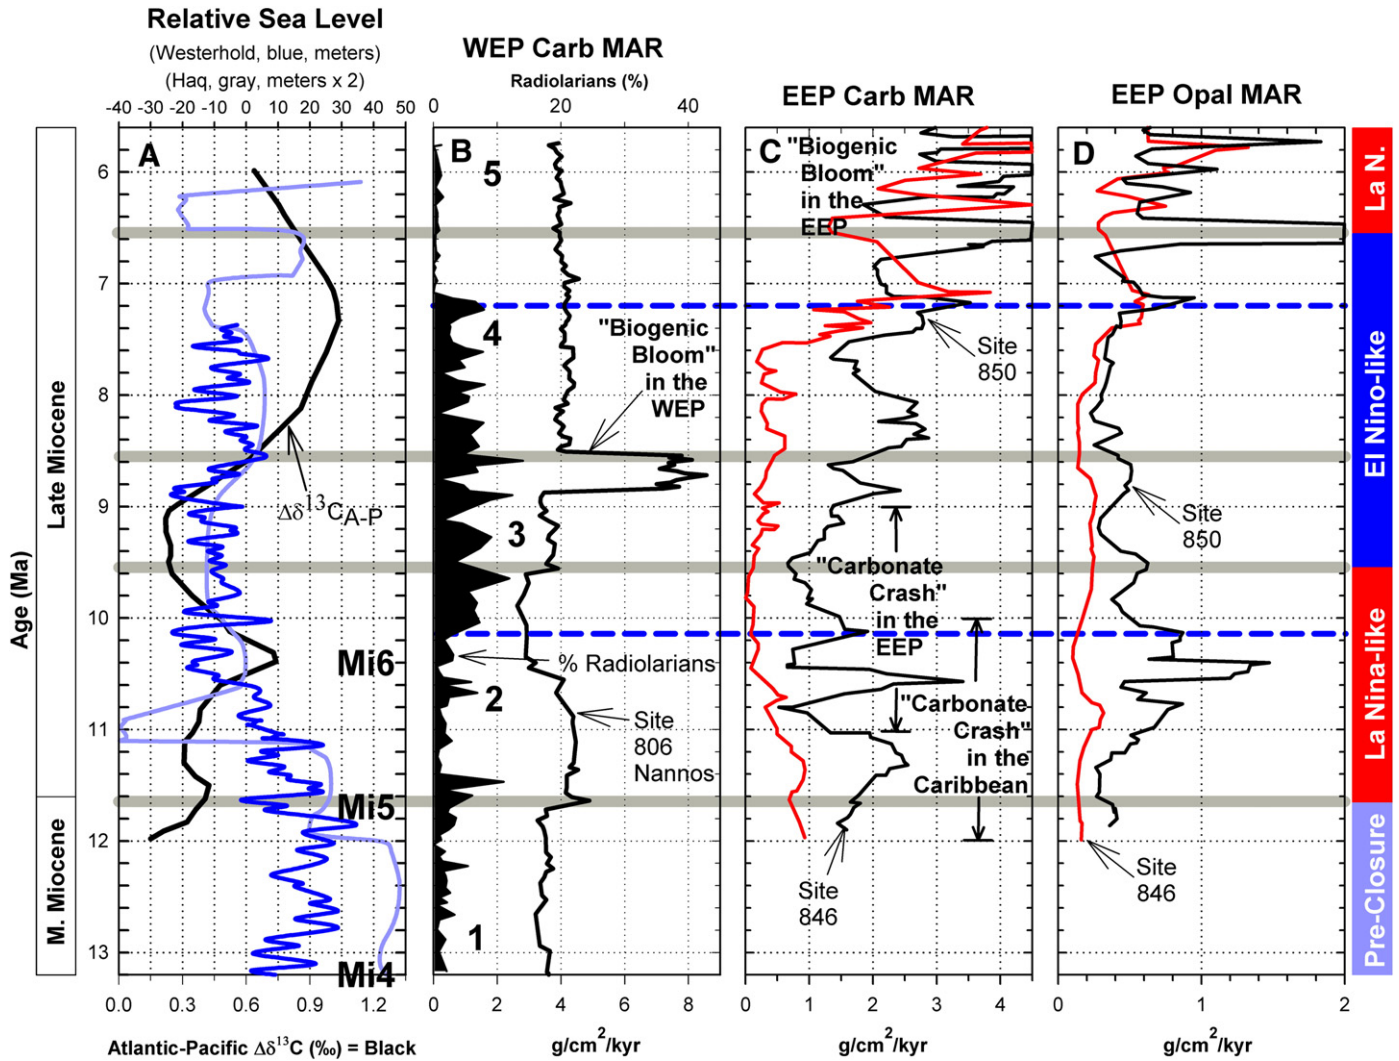 Relative Sea Level
(Westerhold, blue, meters)
(Haq, gray, meters x 2)
-40 -30 -20 -10 0 10 20 30 40 50
WEP Carb MAR
Radiolarians (%)
0 20 40
EEP Carb MAR
EEP Opal MAR
A
B
C
D
Age (Ma)
Late Miocene
M. Miocene
6
7
8
9
10
11
12
13
Δδ13CA-P
Mi6
Mi5
Mi4
5
4
3
2
1
"Biogenic
Bloom"
in the
WEP
% Radiolarians
Site
806
Nannos
"Biogenic
Bloom"
in the
EEP
Site
850
"Carbonate
Crash"
in the
EEP
"Carbonate
Crash"
in the
Caribbean
Site
846
Site
850
Site
846
La N.
El Nino-like
La Nina-like
Pre-Closure
0.0 0.3 0.6 0.9 1.2
Atlantic-Pacific Δδ13C (‰) = Black
0 2 4 6 8
g/cm2/kyr
0 1 2 3 4
g/cm2/kyr
0 1 2
g/cm2/kyr